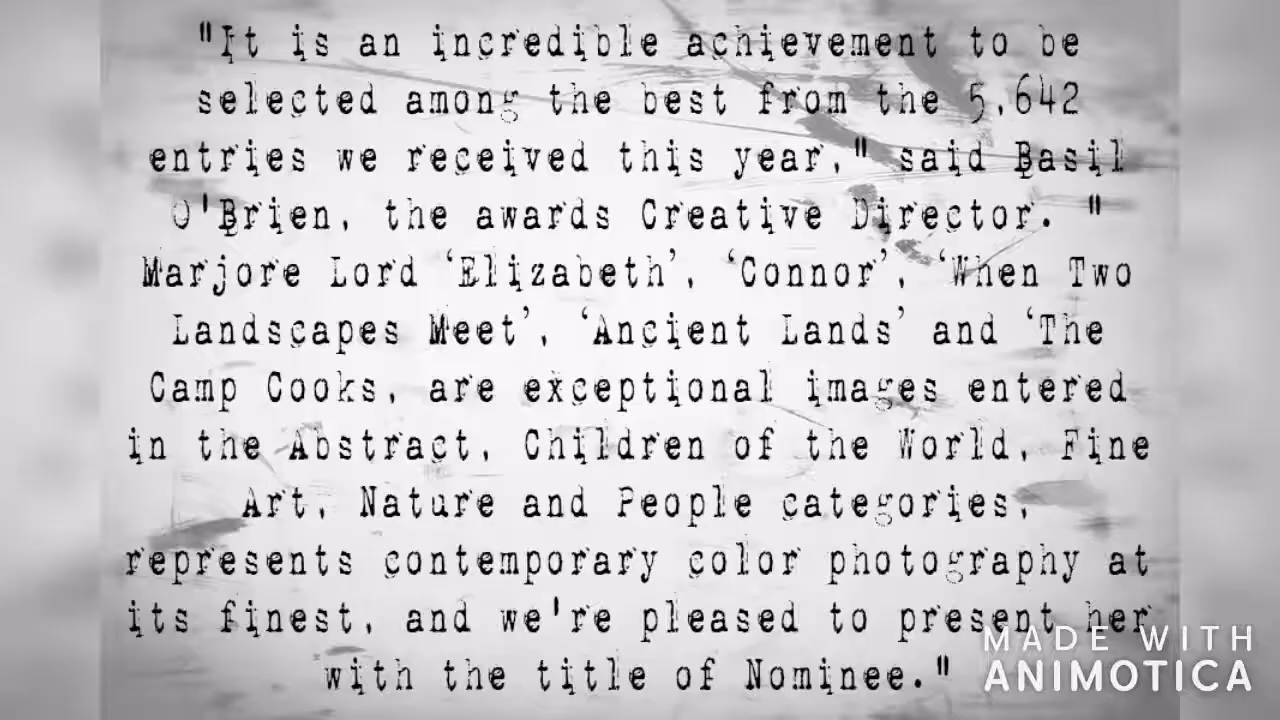 "It is an incredible achievement to be
selected among the best from the 5,642
entries we received this year," said Basil
O'Brien, the awards Creative Director. "
Marjore Lord ‘Elizabeth’, ‘Connor’, ‘When Two
Landscapes Meet’, ‘Ancient Lands’ and ‘The
Camp Cooks, are exceptional images entered
in the Abstract, Children of the World, Fine
Art, Nature and People categories,
represents contemporary color photography at
its finest, and we're pleased to present her
with the title of Nominee."
MADE WITH
ANIMOTICA